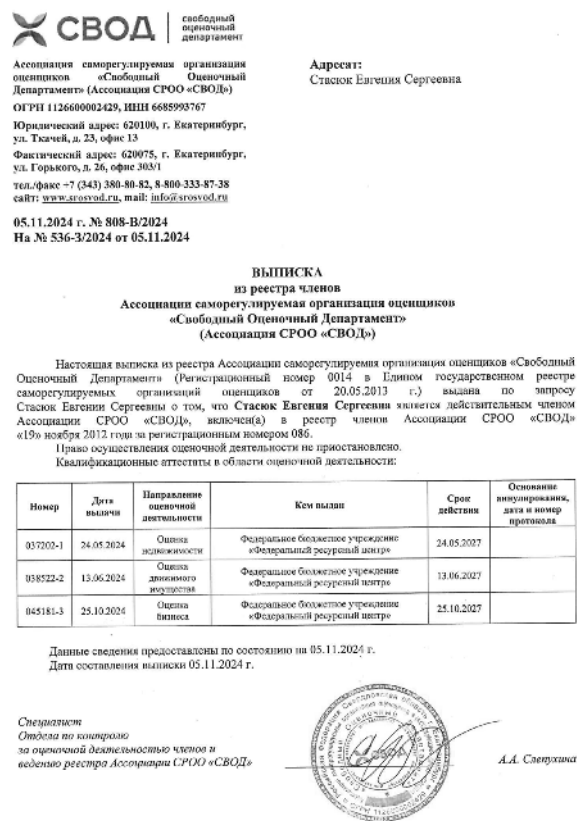 СВОД
свободный
оценочный
департамент
Ассоциация саморегулируемая организация
оценщиков «Свободный Оценочный
Департамент» (Ассоциация СРОО «СВОД»)
ОГРН 1126600002429, ИНН 6685993767
Юридический адрес: 620100, г. Екатеринбург,
ул. Ткачей, д. 23, офис 13
Фактический адрес: 620075, г. Екатеринбург,
ул. Горького, д. 26, офис 303/1
тел./факс +7 (343) 380-80-82, 8-800-333-87-38
сайт: www.srosvod.ru, mail: info@srosvod.ru
05.11.2024 г. № 808-В/2024
На № 536-З/2024 от 05.11.2024
Адресат:
Стасюк Евгения Сергеевна
ВЫПИСКА
из реестра членов
Ассоциации саморегулируемая организация оценщиков
«Свободный Оценочный Департамент»
(Ассоциация СРОО «СВОД»)
Настоящая выписка из реестра Ассоциации саморегулируемая организация оценщиков «Свободный
Оценочный Департамент» (Регистрационный номер 0014 в Едином государственном реестре
саморегулируемых организаций оценщиков от 20.05.2013 г.) выдана по запросу
Стасюк Евгении Сергеевны о том, что Стасюк Евгения Сергеевна является действительным членом
Ассоциации СРОО «СВОД», включен(а) в реестр членов Ассоциации СРОО «СВОД»
«19» ноября 2012 года за регистрационным номером 086.
Право осуществления оценочной деятельности не приостановлено.
Квалификационные аттестаты в области оценочной деятельности:
Номер
Дата
выдачи
Направление
оценочной
деятельности
Кем выдан
Срок
действия
Основание
аннулирования,
дата и номер
протокола
037202-1
24.05.2024
Оценка
недвижимости
Федеральное бюджетное учреждение
«Федеральный ресурсный центр»
24.05.2027
038522-2
13.06.2024
Оценка
движимого
имущества
Федеральное бюджетное учреждение
«Федеральный ресурсный центр»
13.06.2027
045181-3
25.10.2024
Оценка
бизнеса
Федеральное бюджетное учреждение
«Федеральный ресурсный центр»
25.10.2027
Данные сведения предоставлены по состоянию на 05.11.2024 г.
Дата составления выписки 05.11.2024 г.
Специалист
Отдела по контролю
за оценочной деятельностью членов и
ведению реестра Ассоциации СРОО «СВОД»
А.А. Слепухина